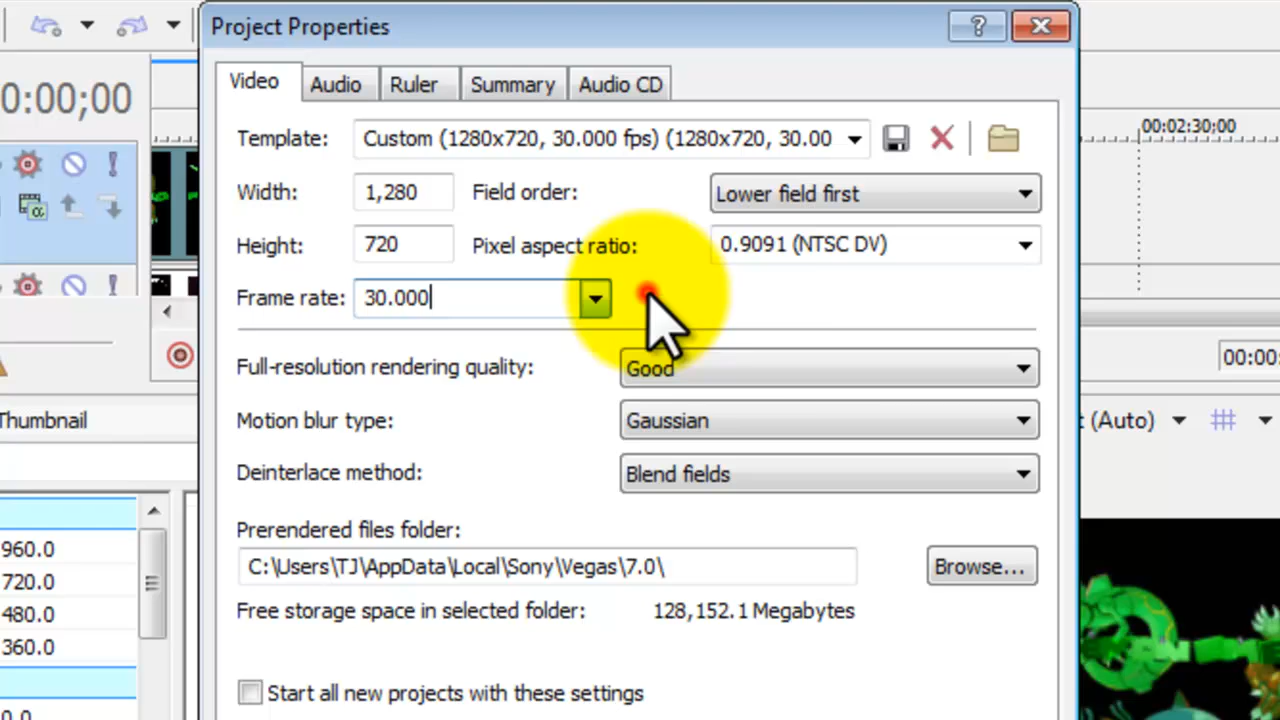 Project Properties
?
0:00;00
Video
Audio
Ruler
Summary
Audio CD
00:02:30;00
Template:
Custom (1280x720, 30.000 fps) (1280x720, 30.00
Width:
1,280
Field order:
Lower field first
Height:
720
Pixel aspect ratio:
0.9091 (NTSC DV)
Frame rate:
30.000
00:00:
Full-resolution rendering quality:
Good
Thumbnail
Motion blur type:
Gaussian
t (Auto)
Deinterlace method:
Blend fields
Prerendered files folder:
960.0
C:\Users\TJ\AppData\Local\Sony\Vegas\7.0\
Browse...
720.0
480.0
Free storage space in selected folder:
128,152.1 Megabytes
360.0
Start all new projects with these settings
0.0